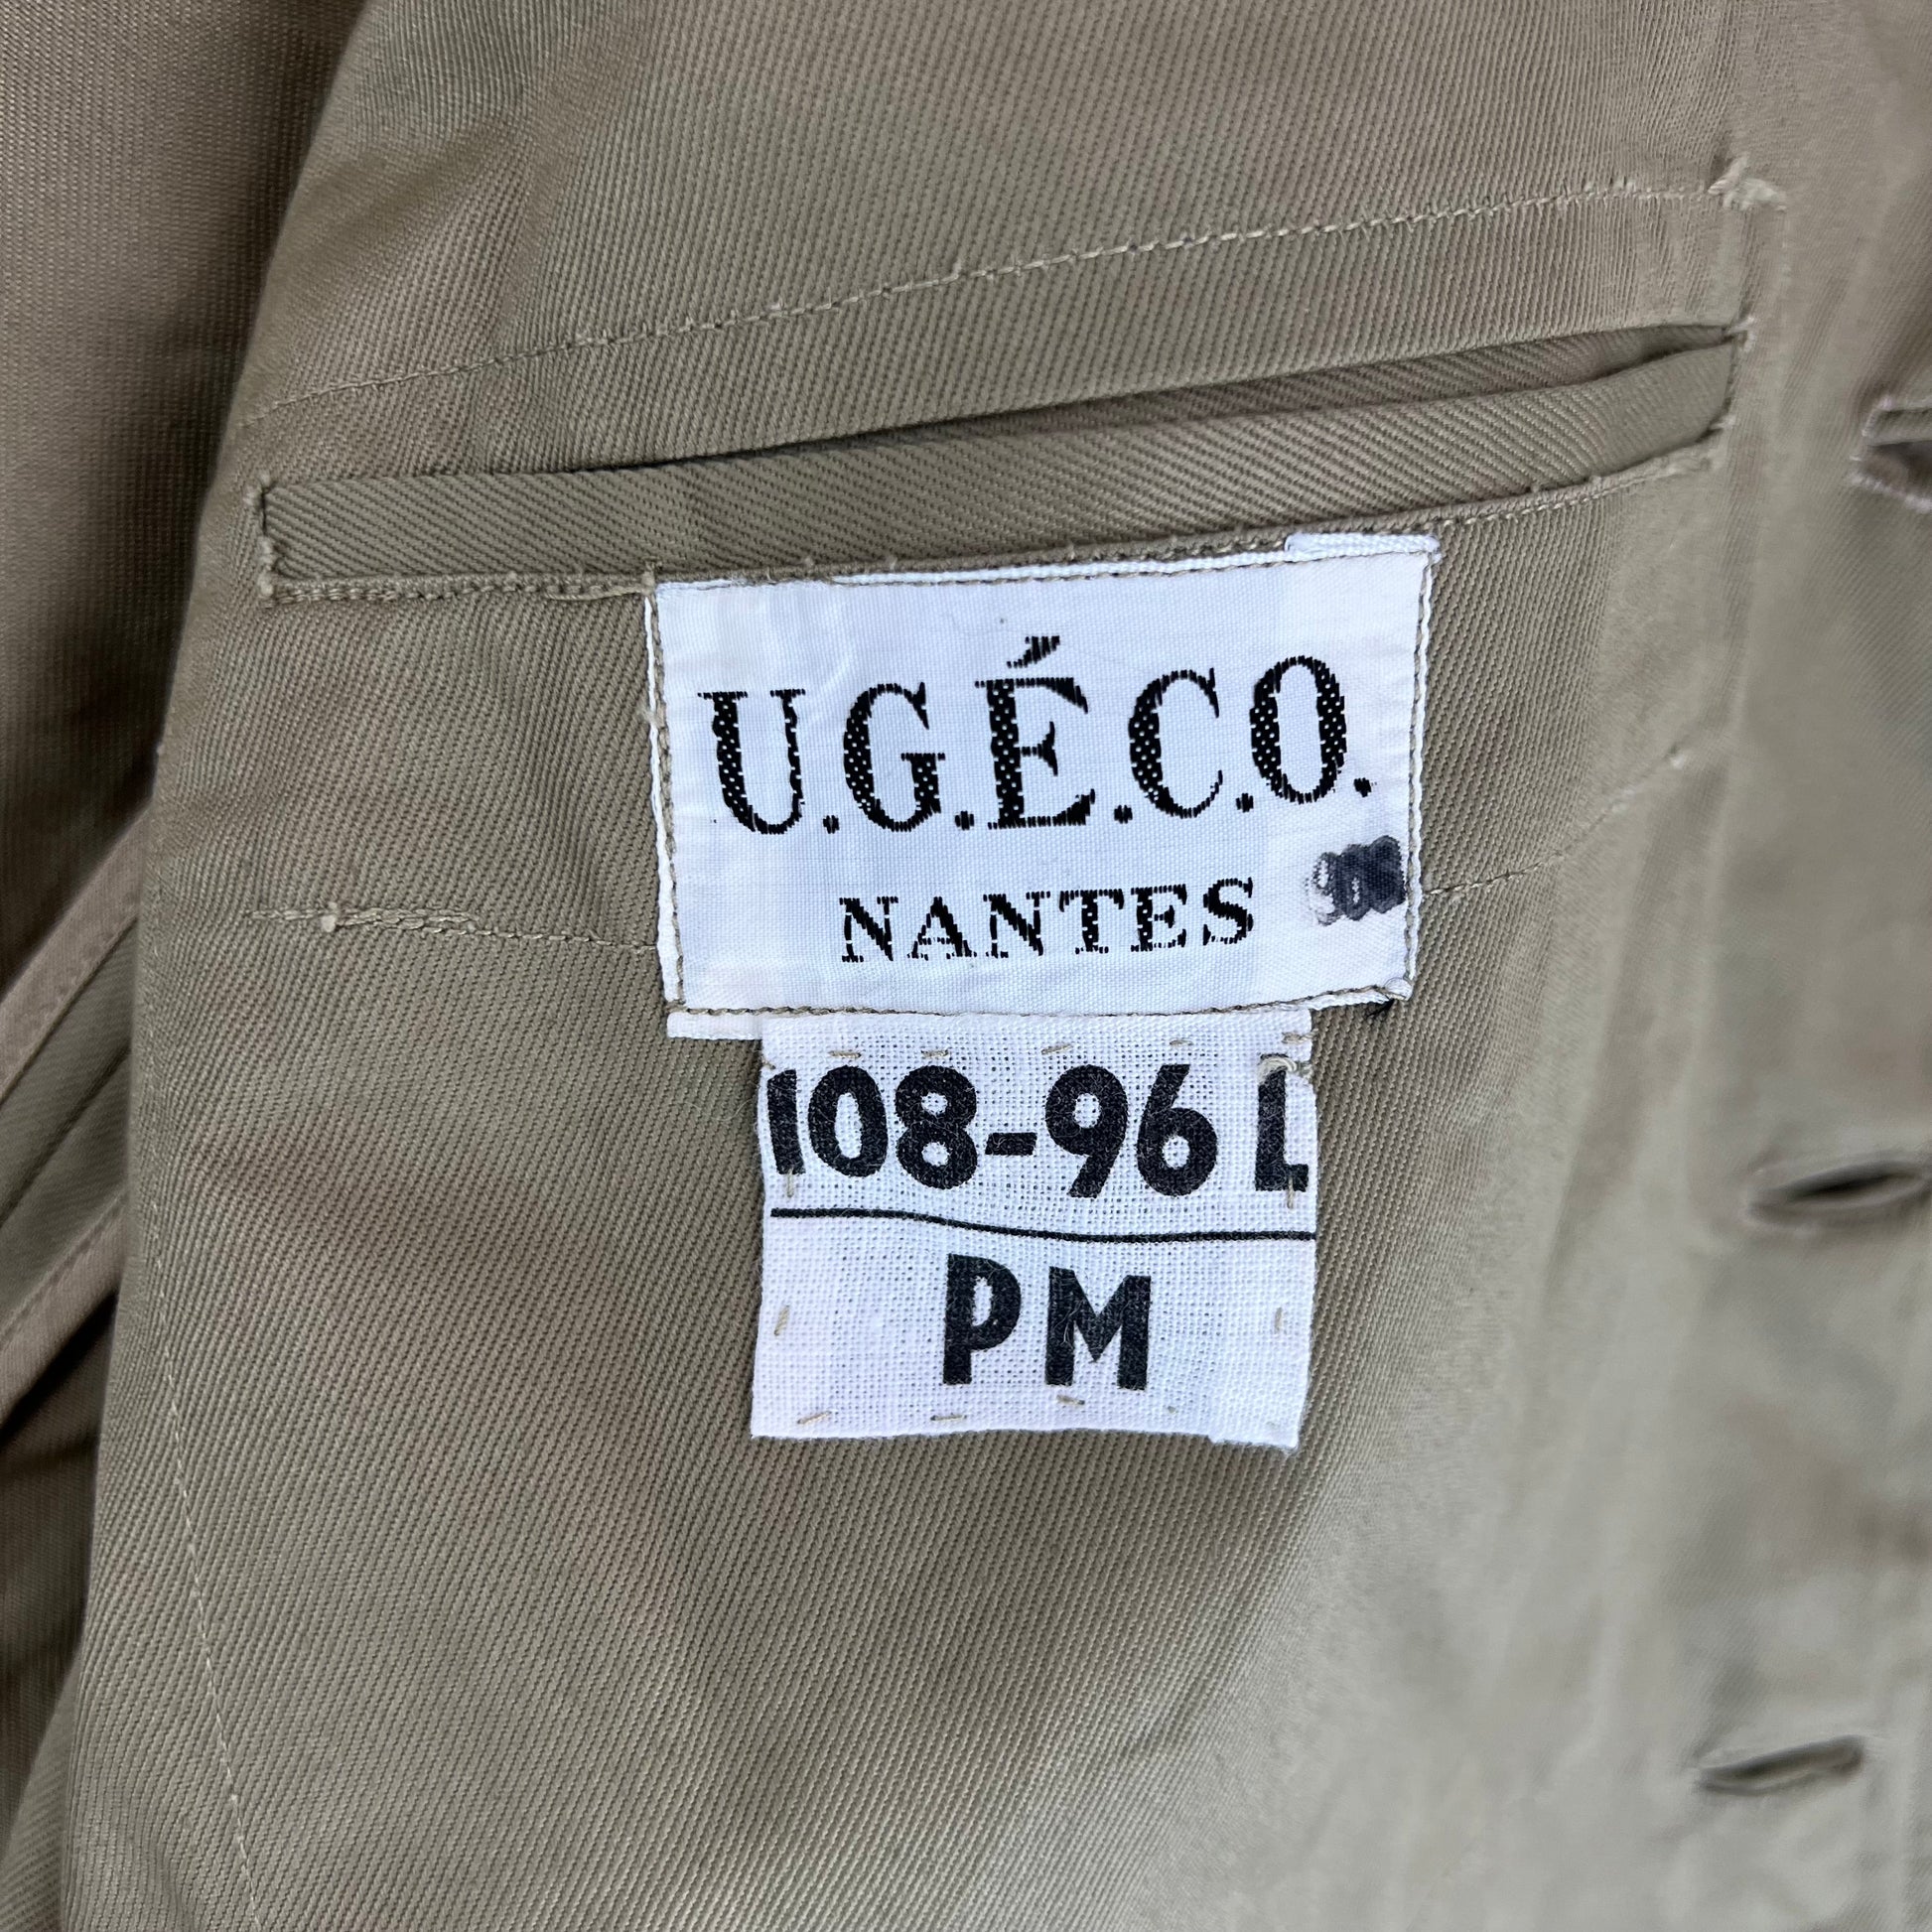 U.G.É.C.O.
NANTES
108-96 L
PM